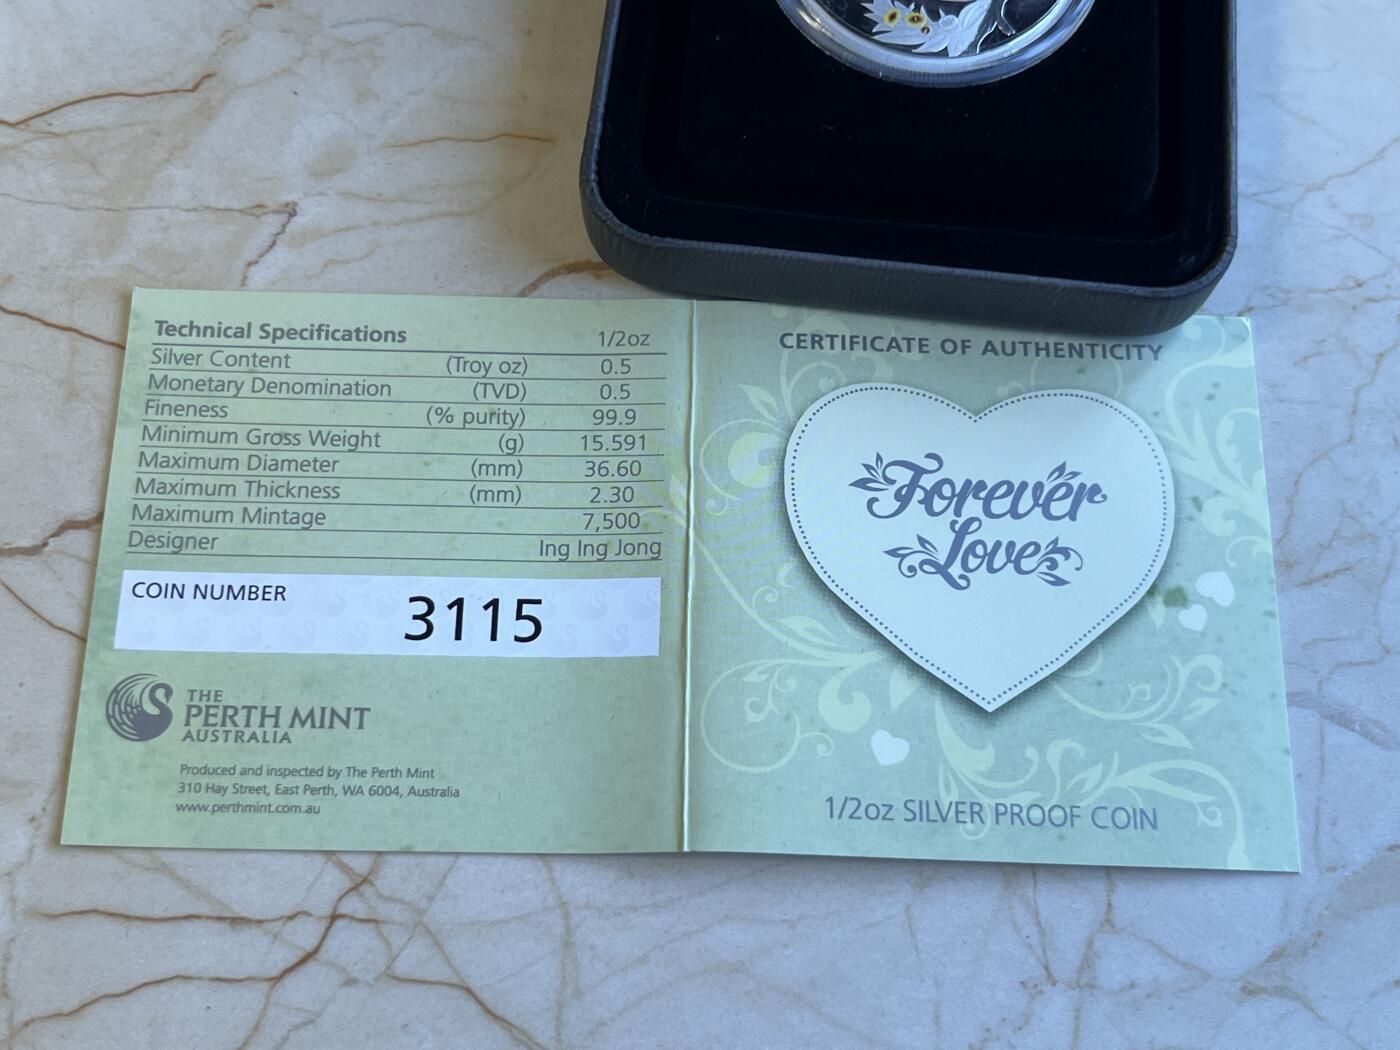 Technical Specifications 1/2oz
Silver Content (Troy oz) 0.5
Monetary Denomination (TVD) 0.5
Fineness (% purity) 99.9
Minimum Gross Weight (g) 15.591
Maximum Diameter (mm) 36.60
Maximum Thickness (mm) 2.30
Maximum Mintage 7,500
Designer Ing Ing Jong
COIN NUMBER 3115
THE
PERTH MINT
AUSTRALIA
Produced and inspected by The Perth Mint
310 Hay Street, East Perth, WA 6004, Australia
www.perthmint.com.au
CERTIFICATE OF AUTHENTICITY
Forever
Love
1/2oz SILVER PROOF COIN